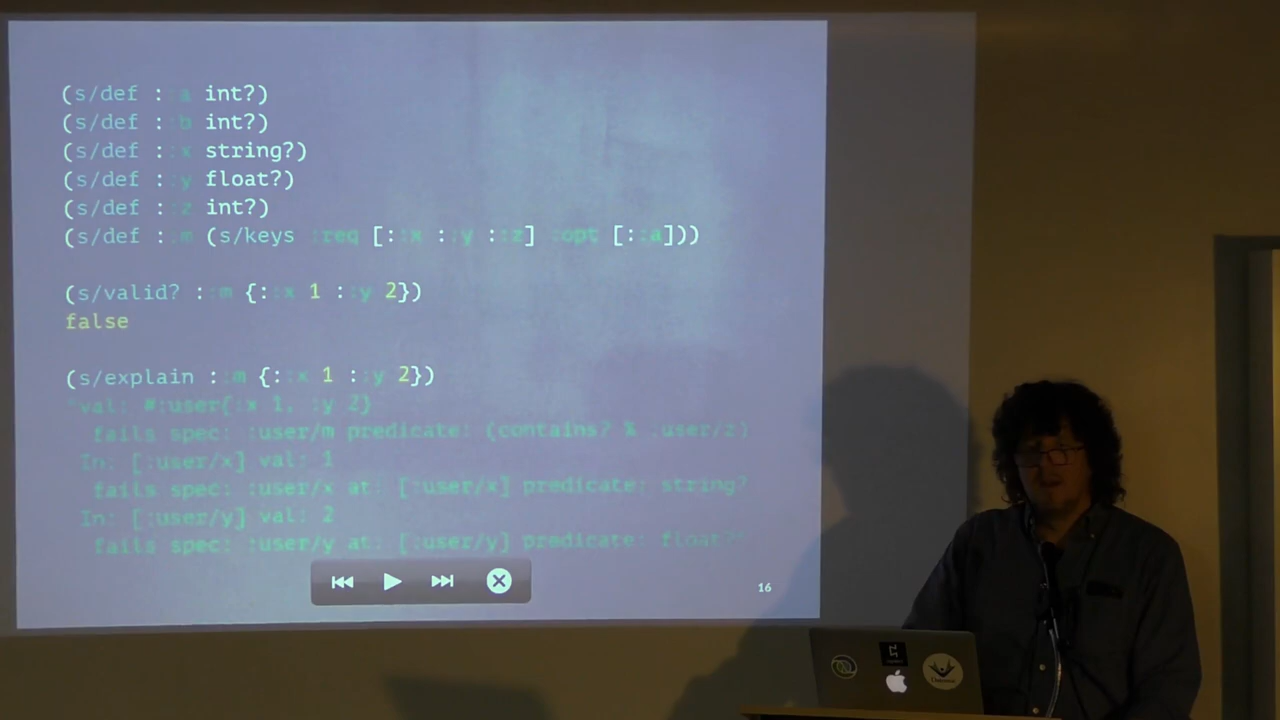 (s/def ::a int?)
(s/def ::b int?)
(s/def ::x string?)
(s/def ::y float?)
(s/def ::z int?)
(s/def ::m (s/keys :req [::x ::y ::z] :opt [::a]))
(s/valid? ::m {::x 1 ::y 2})
false
(s/explain ::m {::x 1 ::y 2})
"val: #:user{:x 1, :y 2}
fails spec: :user/m predicate: (contains? % :user/z)
In: [:user/x] val: 1
fails spec: :user/x at: [:user/x] predicate: string?
In: [:user/y] val: 2
fails spec: :user/y at: [:user/y] predicate: float?"
16